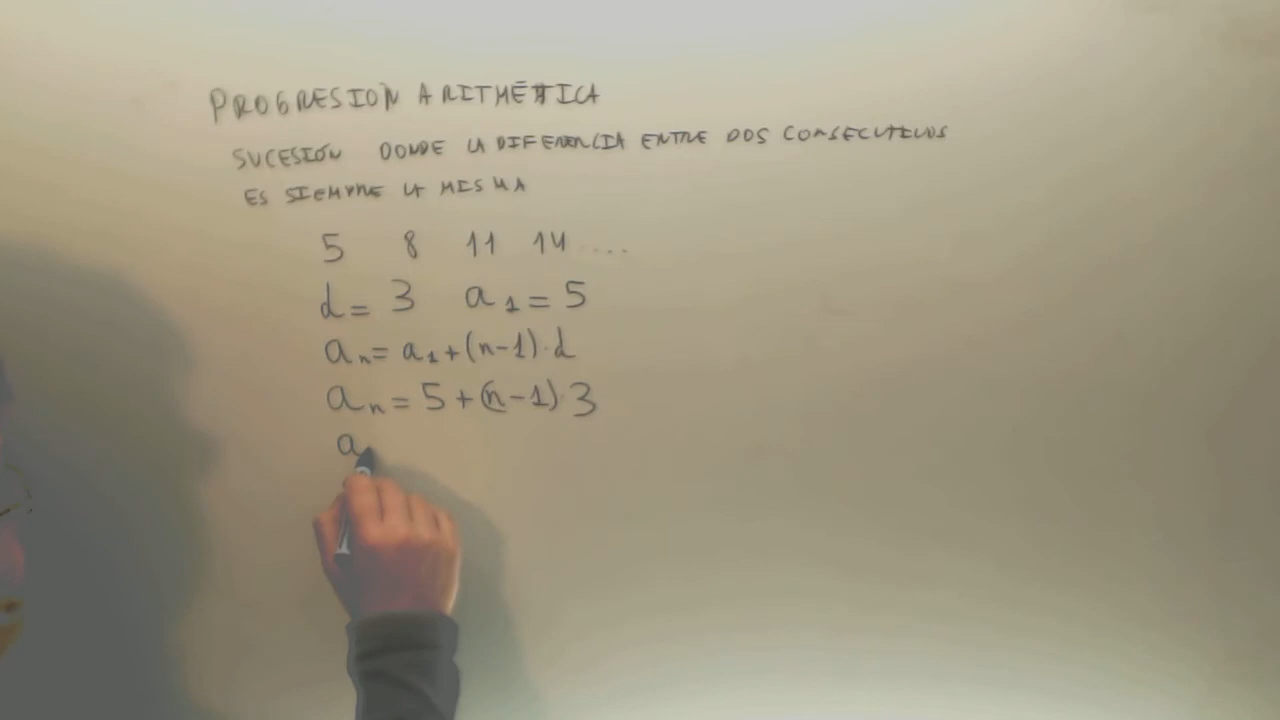 PROGRESIÓN ARITMÉTICA
SUCESIÓN DONDE LA DIFERENCIA ENTRE DOS CONSECUTIVOS
ES SIEMPRE LA MISMA
5 8 11 14 ....
d = 3 a₁ = 5
aₙ = a₁ + (n-1) · d
aₙ = 5 + (n-1) · 3
a